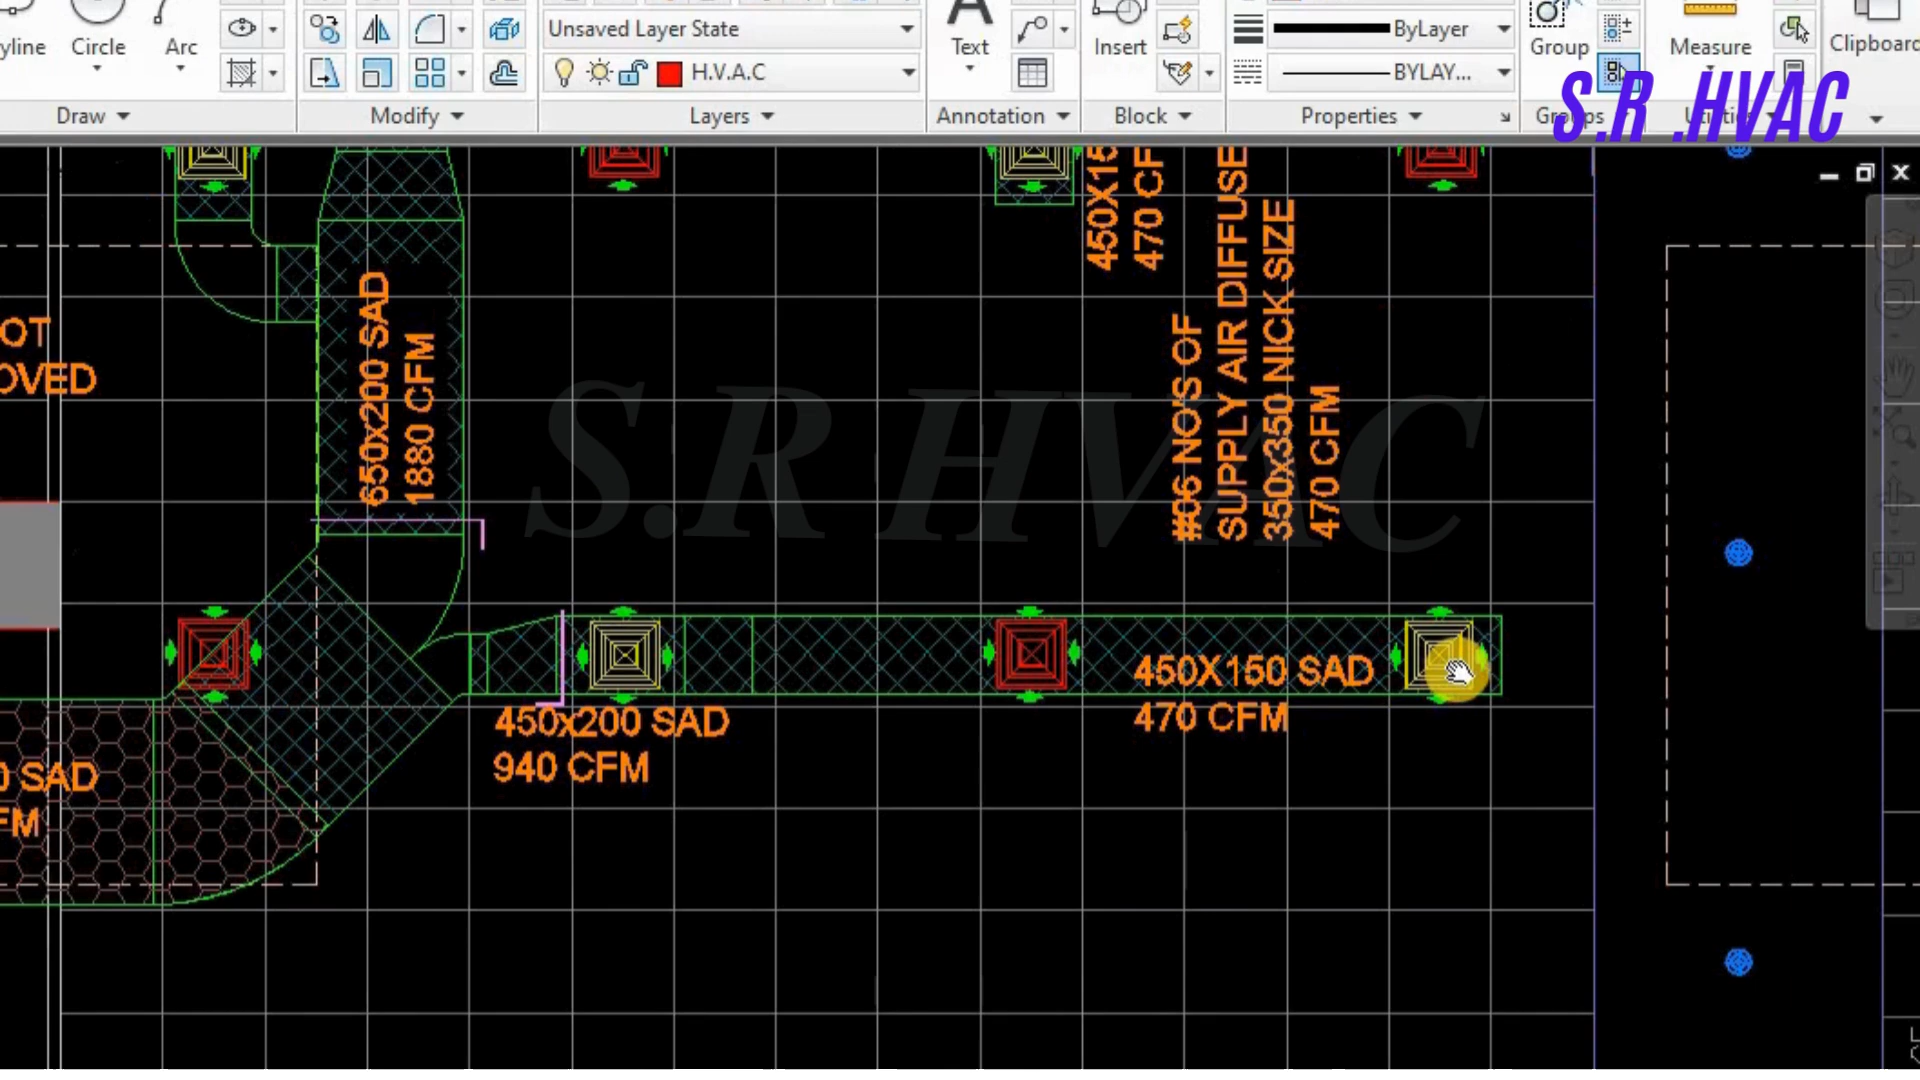 yline
Circle
Arc
Draw
Modify
Unsaved Layer State
H.V.A.C
Layers
Text
Annotation
Insert
Block
ByLayer
BYLAY...
Properties
Group
Groups
Measure
Clipboard
S.R .HVAC
450X15
470 CF
#06 NO'S OF
SUPPLY AIR DIFFUSE
350x350 NICK SIZE
470 CFM
650x200 SAD
1880 CFM
OT
OVED
S.R HVAC
450X150 SAD
470 CFM
450x200 SAD
940 CFM
0 SAD
FM